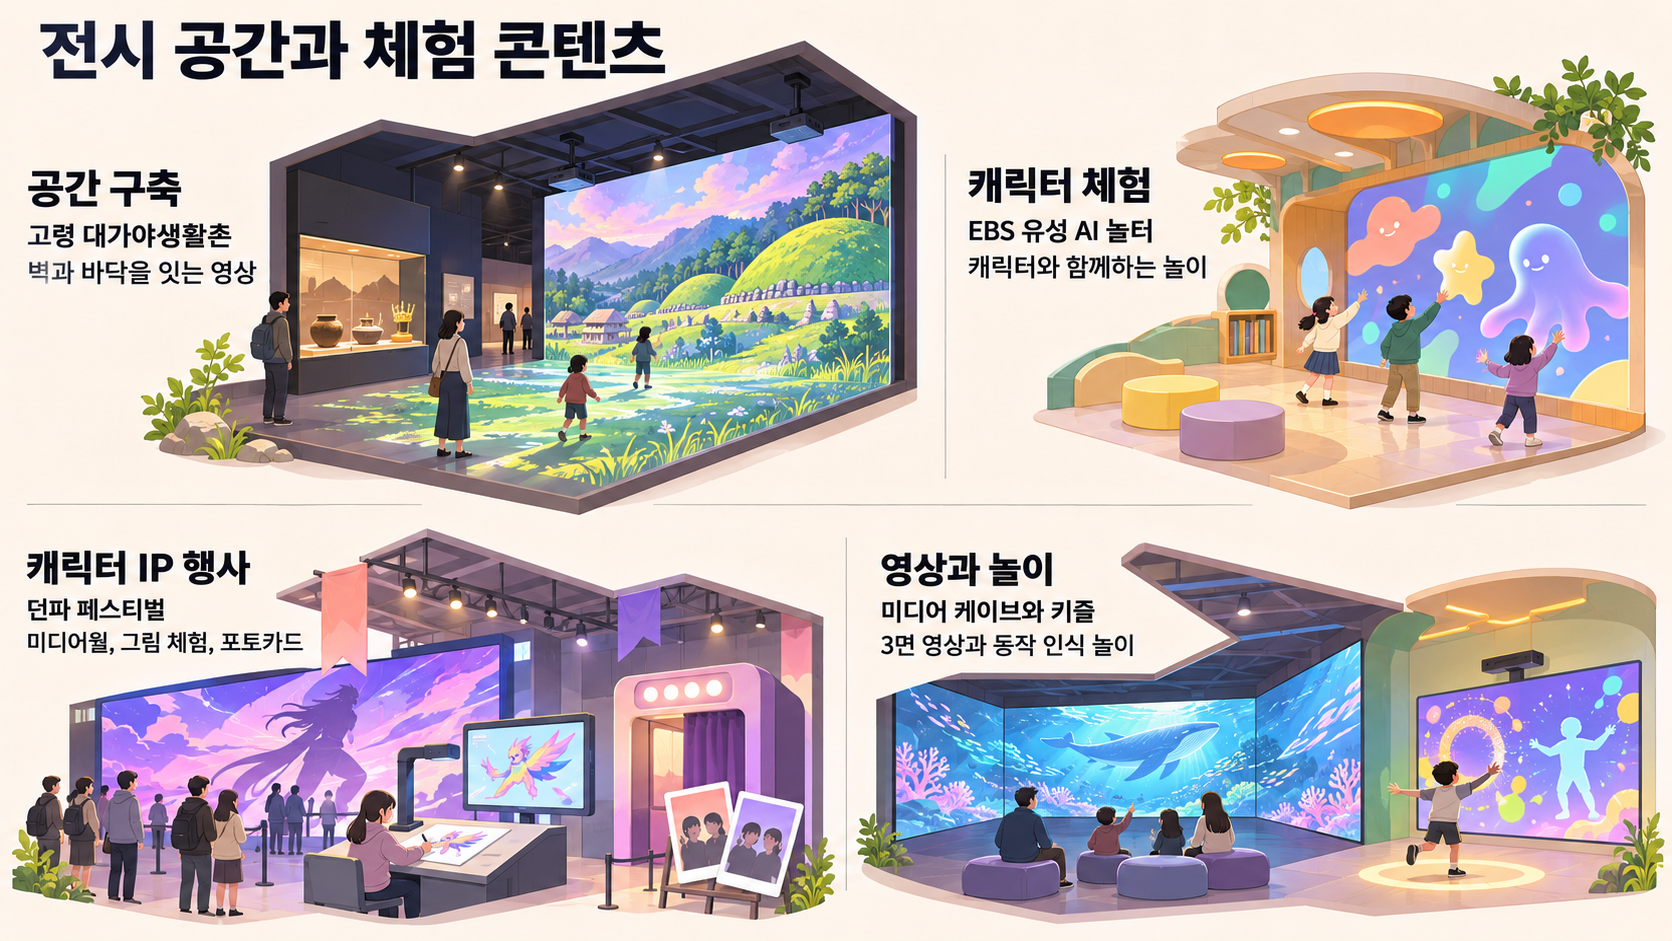 전시 공간과 체험 콘텐츠
공간 구축
고령 대가야생활촌
벽과 바닥을 잇는 영상
캐릭터 체험
EBS 유성 AI 놀터
캐릭터와 함께하는 놀이
캐릭터 IP 행사
던파 페스티벌
미디어월, 그림 체험, 포토카드
영상과 놀이
미디어 케이브와 키즐
3면 영상과 동작 인식 놀이